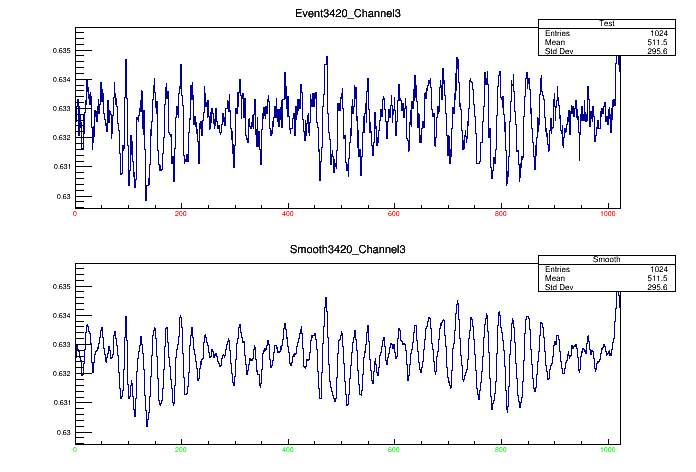 Event3420_Channel3
Test
Entries 1024
Mean 511.5
Std Dev 295.6
0.635
0.634
0.633
0.632
0.631
0.63
0 200 400 600 800 1000
Smooth3420_Channel3
Smooth
Entries 1024
Mean 511.5
Std Dev 295.6
0.635
0.634
0.633
0.632
0.631
0.63
0 200 400 600 800 1000